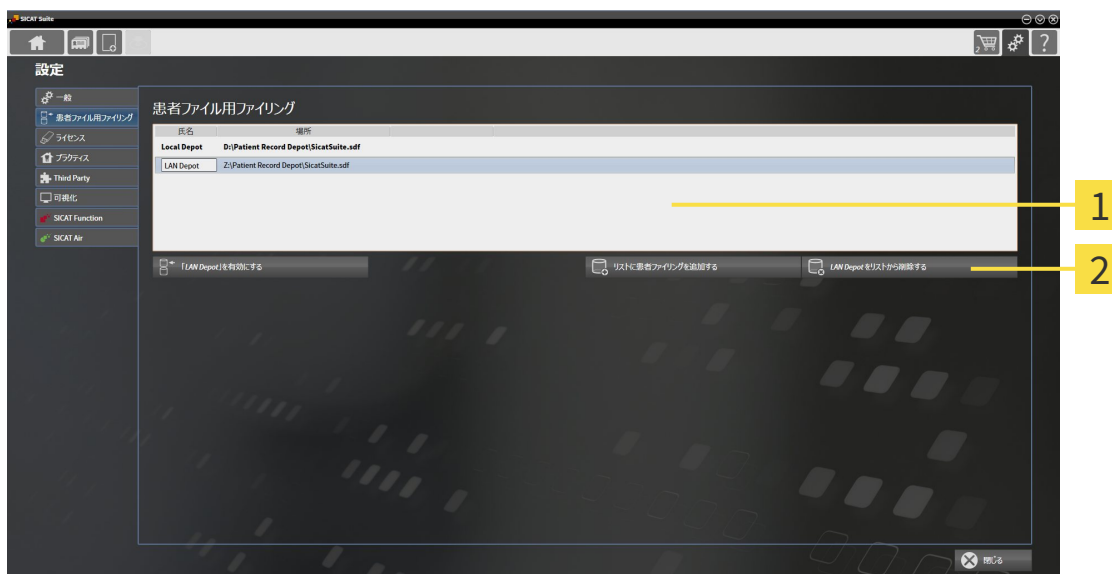 SICAT Suite
2
?
設定
一般
患者ファイル用ファイリング
ライセンス
プラクティス
Third Party
可視化
SICAT Function
SICAT Air
患者ファイル用ファイリング
氏名 場所
Local Depot D:\Patient Record Depot\SicatSuite.sdf
LAN Depot Z:\Patient Record Depot\SicatSuite.sdf
1
「LAN Depot」を有効にする リストに患者ファイリングを追加する LAN Depot をリストから削除する
2
閉じる